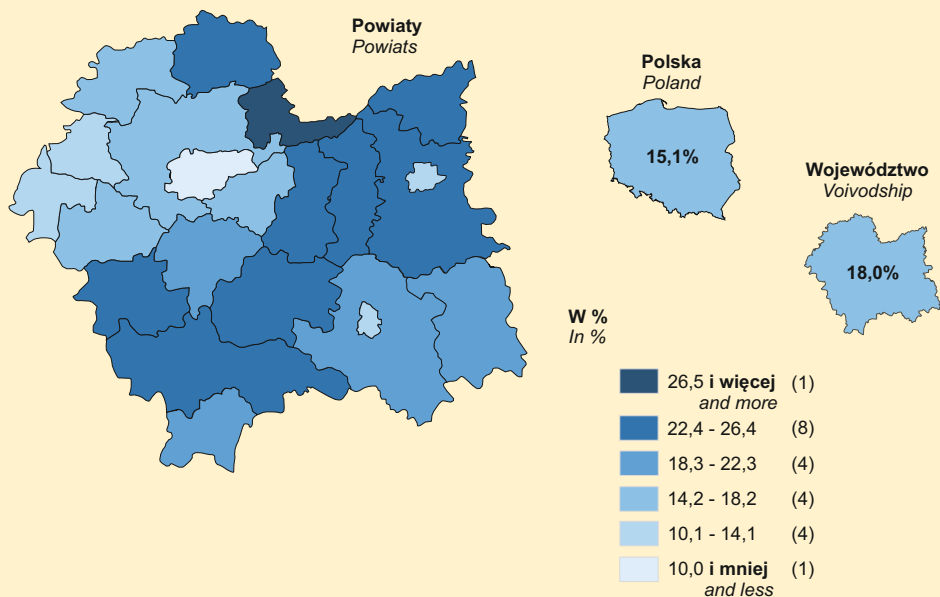 Powiaty
Powiats
Polska
Poland
15,1%
Województwo
Voivodship
18,0%
W %
In %
26,5 i więcej (1)
and more
22,4 - 26,4 (8)
18,3 - 22,3 (4)
14,2 - 18,2 (4)
10,1 - 14,1 (4)
10,0 i mniej (1)
and less